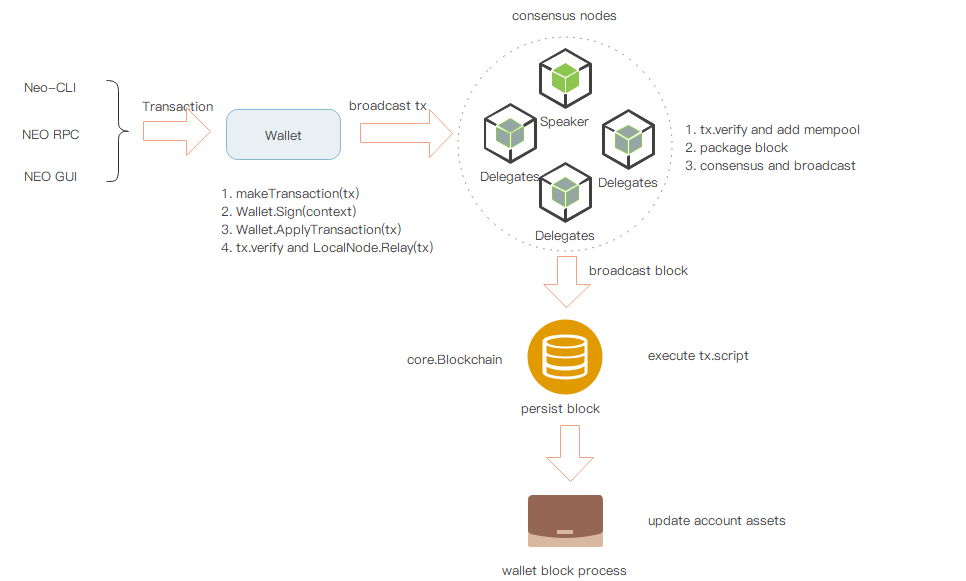 consensus nodes
Neo-CLI
NEO RPC
NEO GUI
Transaction
Wallet
1. makeTransaction(tx)
2. Wallet.Sign(context)
3. Wallet.ApplyTransaction(tx)
4. tx.verify and LocalNode.Relay(tx)
broadcast tx
Speaker
Delegates
Delegates
Delegates
1. tx.verify and add mempool
2. package block
3. consensus and broadcast
broadcast block
core.Blockchain
execute tx.script
persist block
update account assets
wallet block process